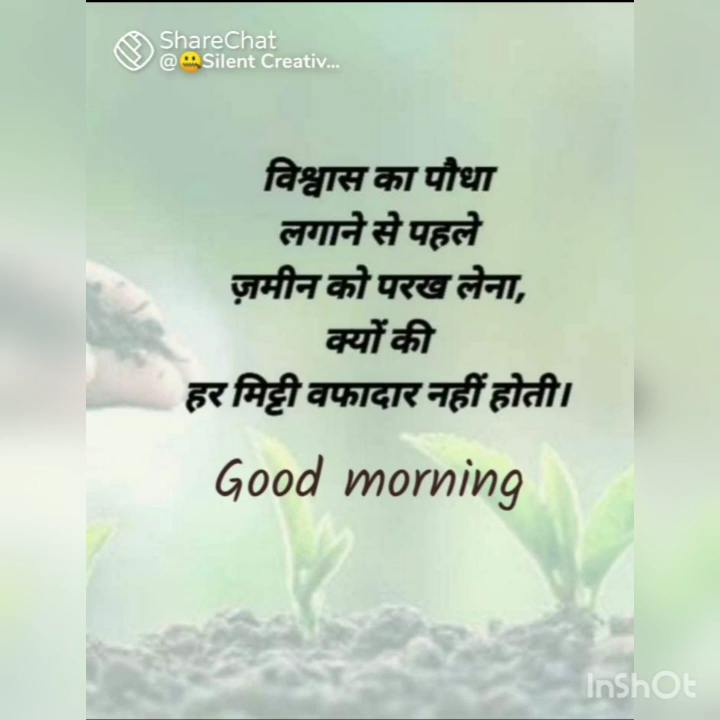 ShareChat
@🤐Silent Creativ...
विश्वास का पौधा
लगाने से पहले
ज़मीन को परख लेना,
क्यों की
हर मिट्टी वफादार नहीं होती।
Good morning
InShOt